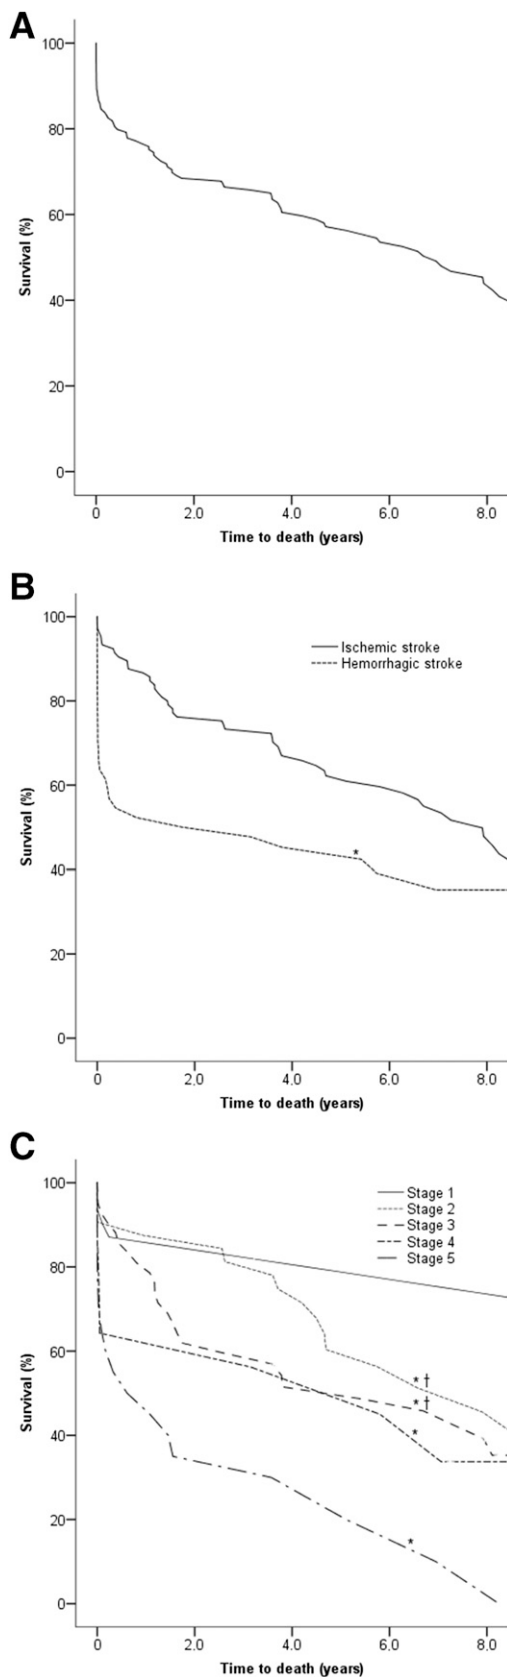 A
100
80
60
40
20
0
Survival (%)
0 2.0 4.0 6.0 8.0
Time to death (years)
B
100
80
60
40
20
0
Survival (%)
Ischemic stroke
Hemorrhagic stroke
*
0 2.0 4.0 6.0 8.0
Time to death (years)
C
100
80
60
40
20
0
Survival (%)
Stage 1
Stage 2
Stage 3
Stage 4
Stage 5
* †
* †
*
*
0 2.0 4.0 6.0 8.0
Time to death (years)